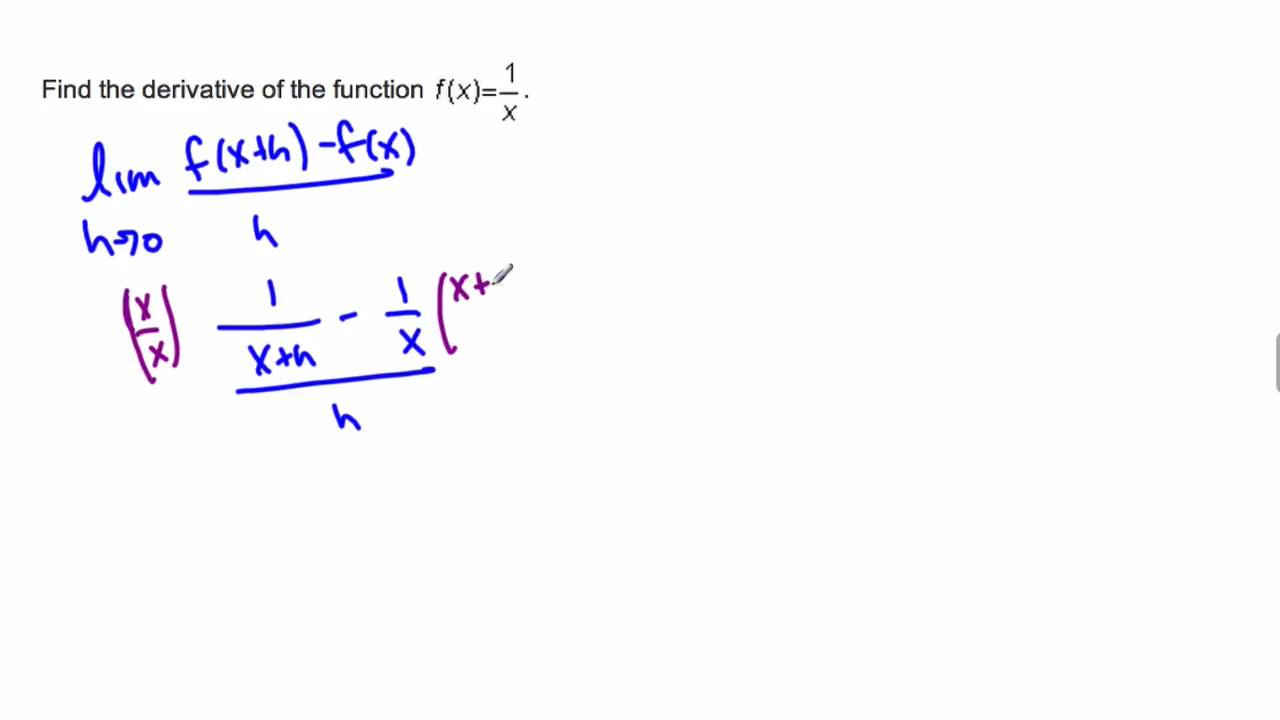 Find the derivative of the function f(x)=1/x.
lim f(x+h)-f(x)
h→0 h
(x/x) 1/(x+h) - 1/x (x+
h